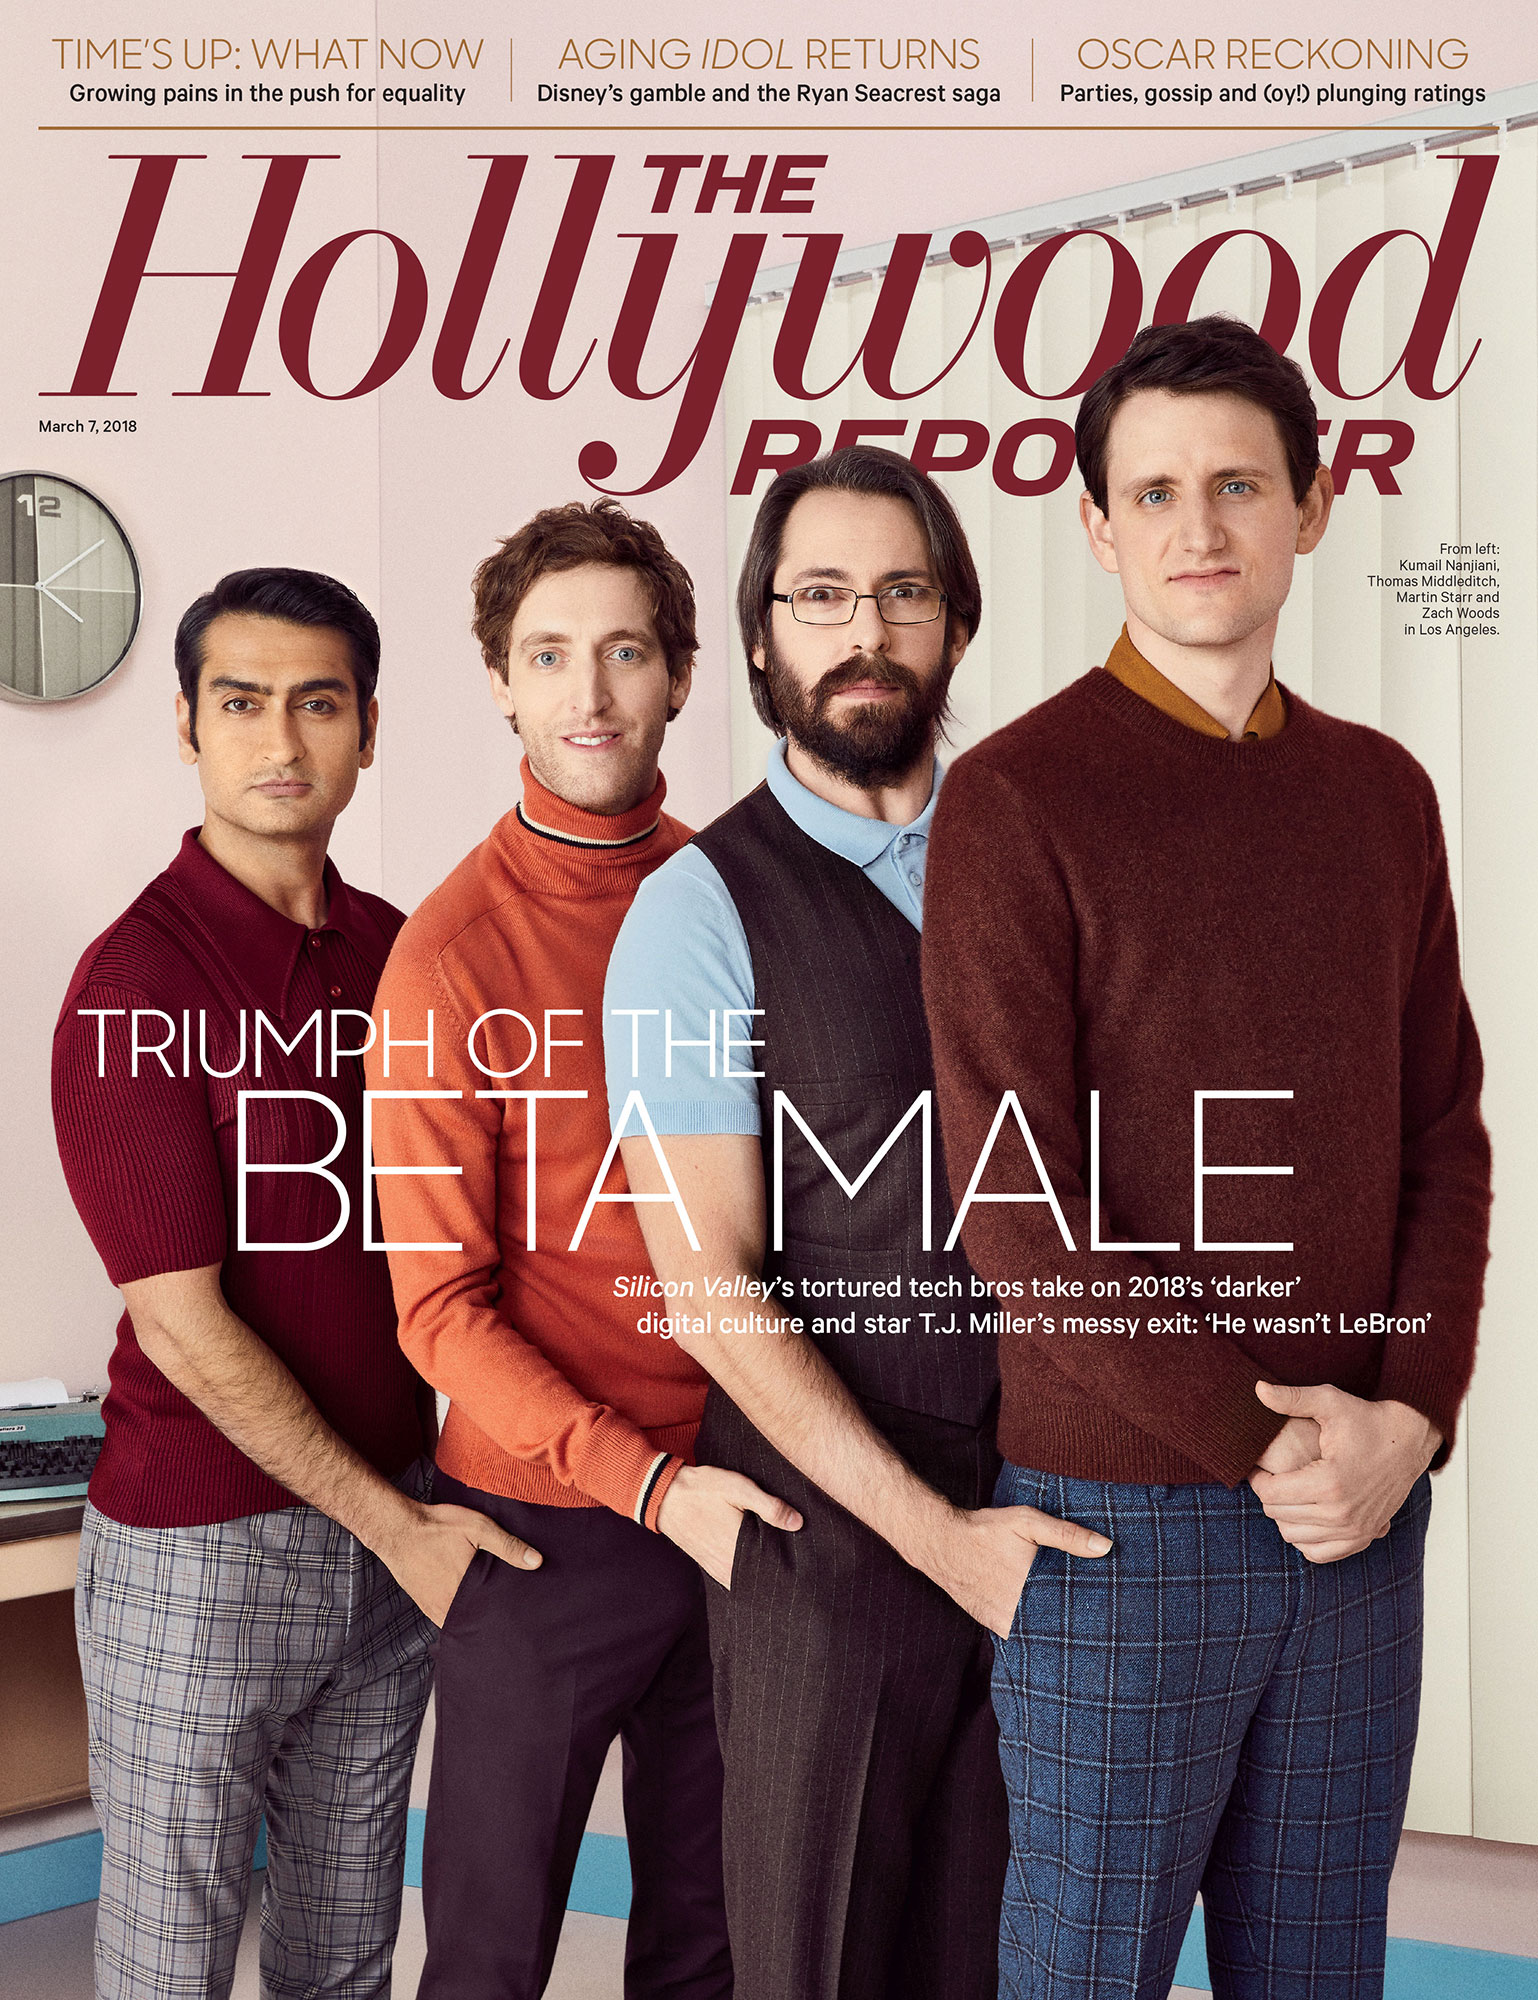 TIME'S UP: WHAT NOW
Growing pains in the push for equality
AGING IDOL RETURNS
Disney's gamble and the Ryan Seacrest saga
OSCAR RECKONING
Parties, gossip and (oy!) plunging ratings
THE
Hollywood
REPORTER
March 7, 2018
12
From left:
Kumail Nanjiani,
Thomas Middleditch,
Martin Starr and
Zach Woods
in Los Angeles.
TRIUMPH OF THE
BETA MALE
Silicon Valley's tortured tech bros take on 2018's 'darker'
digital culture and star T.J. Miller's messy exit: 'He wasn't LeBron'